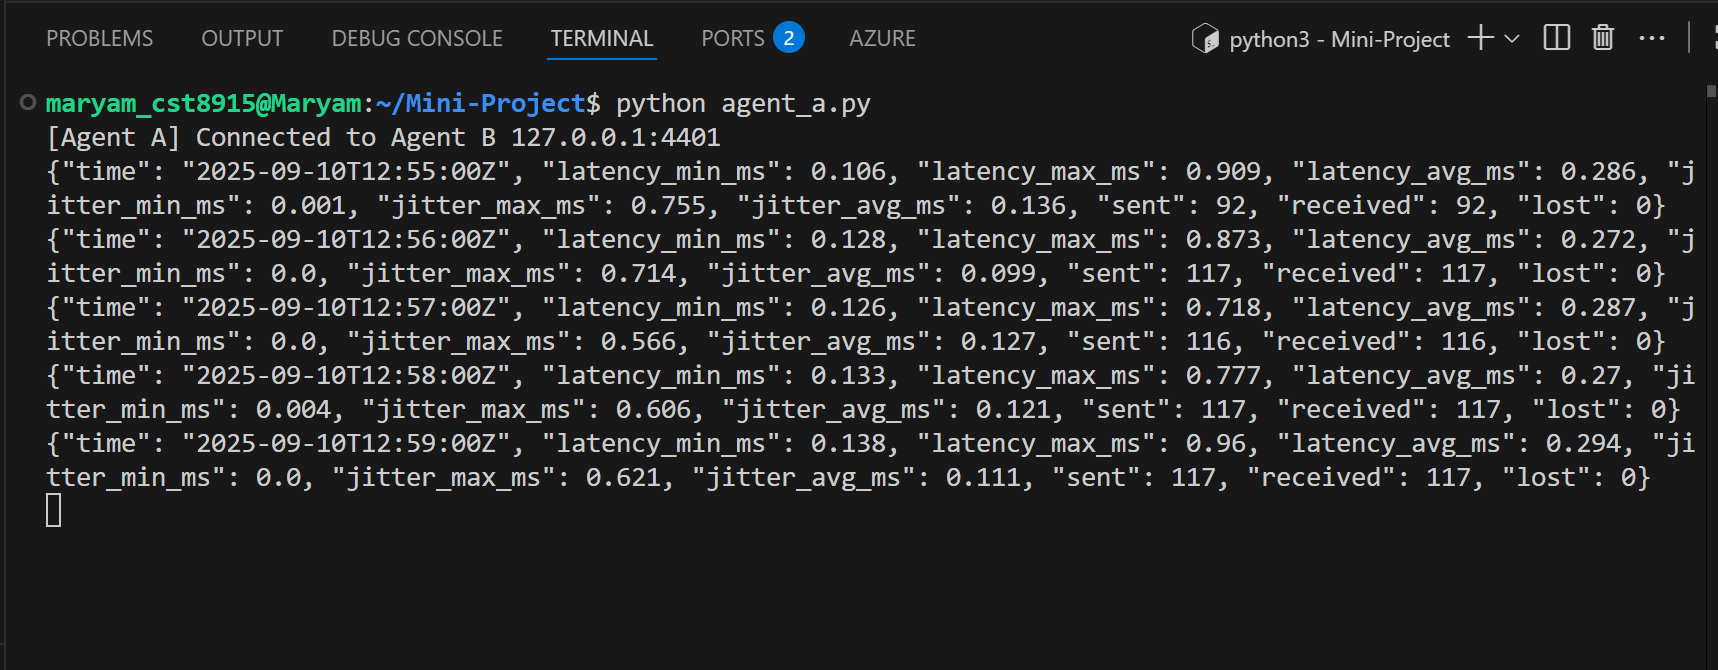 PROBLEMS OUTPUT DEBUG CONSOLE TERMINAL PORTS 2 AZURE python3 - Mini-Project
maryam_cst8915@Maryam:~/Mini-Project$ python agent_a.py
[Agent A] Connected to Agent B 127.0.0.1:4401
{"time": "2025-09-10T12:55:00Z", "latency_min_ms": 0.106, "latency_max_ms": 0.909, "latency_avg_ms": 0.286, "j
itter_min_ms": 0.001, "jitter_max_ms": 0.755, "jitter_avg_ms": 0.136, "sent": 92, "received": 92, "lost": 0}
{"time": "2025-09-10T12:56:00Z", "latency_min_ms": 0.128, "latency_max_ms": 0.873, "latency_avg_ms": 0.272, "j
itter_min_ms": 0.0, "jitter_max_ms": 0.714, "jitter_avg_ms": 0.099, "sent": 117, "received": 117, "lost": 0}
{"time": "2025-09-10T12:57:00Z", "latency_min_ms": 0.126, "latency_max_ms": 0.718, "latency_avg_ms": 0.287, "j
itter_min_ms": 0.0, "jitter_max_ms": 0.566, "jitter_avg_ms": 0.127, "sent": 116, "received": 116, "lost": 0}
{"time": "2025-09-10T12:58:00Z", "latency_min_ms": 0.133, "latency_max_ms": 0.777, "latency_avg_ms": 0.27, "ji
tter_min_ms": 0.004, "jitter_max_ms": 0.606, "jitter_avg_ms": 0.121, "sent": 117, "received": 117, "lost": 0}
{"time": "2025-09-10T12:59:00Z", "latency_min_ms": 0.138, "latency_max_ms": 0.96, "latency_avg_ms": 0.294, "ji
tter_min_ms": 0.0, "jitter_max_ms": 0.621, "jitter_avg_ms": 0.111, "sent": 117, "received": 117, "lost": 0}